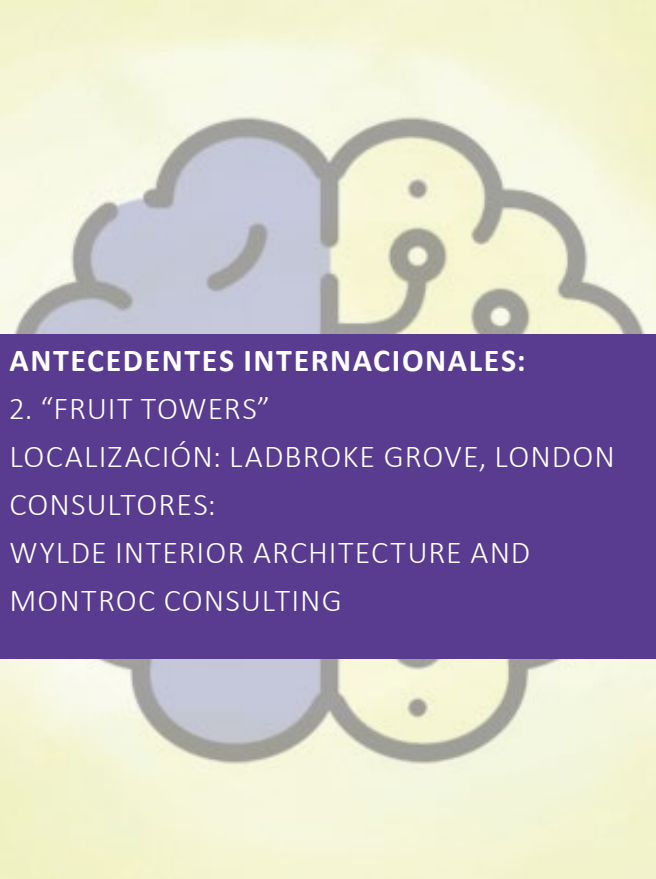 ANTECEDENTES INTERNACIONALES:
2. “FRUIT TOWERS”
LOCALIZACIÓN: LADBROKE GROVE, LONDON
CONSULTORES:
WYLDE INTERIOR ARCHITECTURE AND
MONTROC CONSULTING